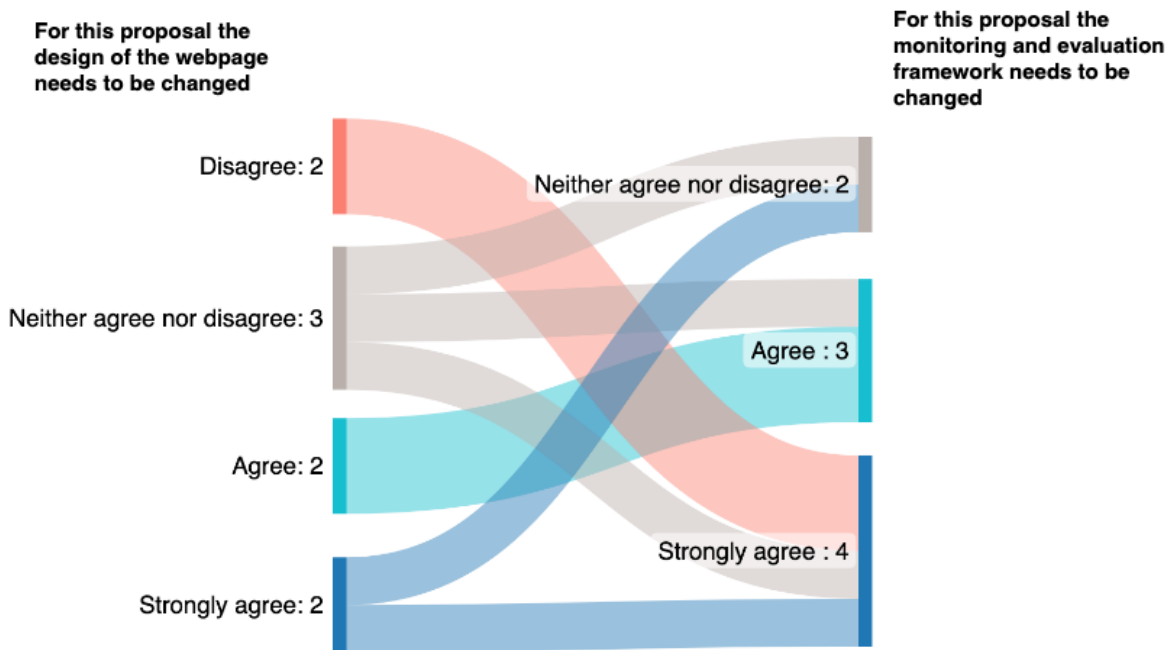 For this proposal the
design of the webpage
needs to be changed
For this proposal the
monitoring and evaluation
framework needs to be
changed
Disagree: 2
Neither agree nor disagree: 3
Agree: 2
Strongly agree: 2
Neither agree nor disagree: 2
Agree : 3
Strongly agree : 4